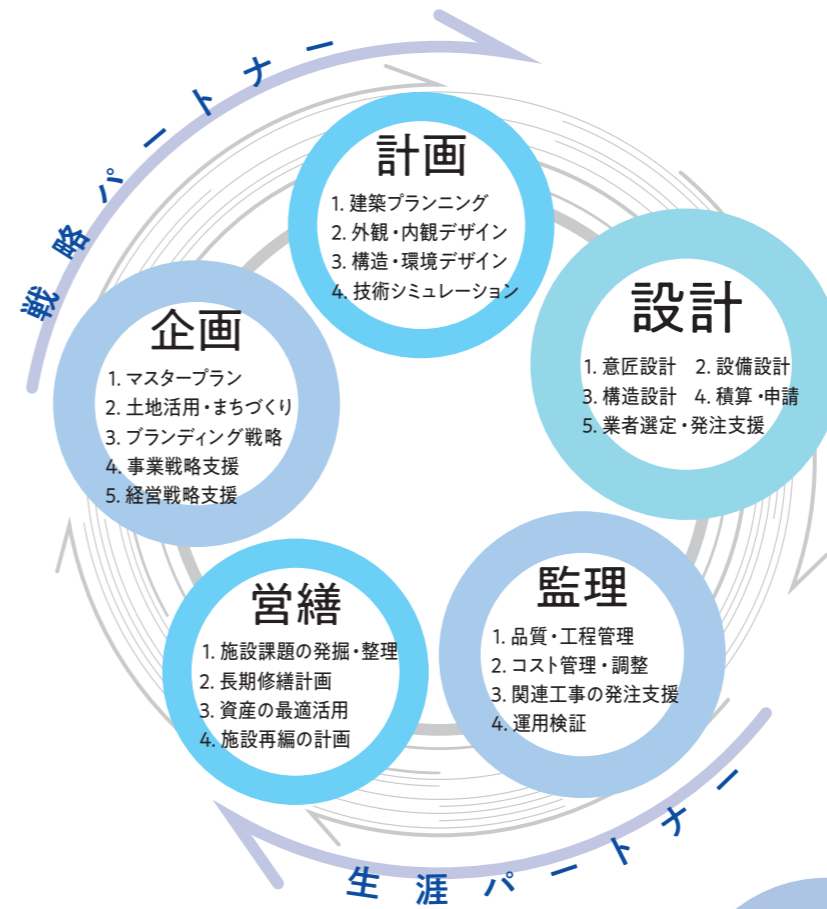 戦略パートナー
計画
1. 建築プランニング
2. 外観・内観デザイン
3. 構造・環境デザイン
4. 技術シミュレーション
設計
1. 意匠設計 2. 設備設計
3. 構造設計 4. 積算・申請
5. 業者選定・発注支援
企画
1. マスタープラン
2. 土地活用・まちづくり
3. ブランディング戦略
4. 事業戦略支援
5. 経営戦略支援
監理
1. 品質・工程管理
2. コスト管理・調整
3. 関連工事の発注支援
4. 運用検証
営繕
1. 施設課題の発掘・整理
2. 長期修繕計画
3. 資産の最適活用
4. 施設再編の計画
生涯パートナー